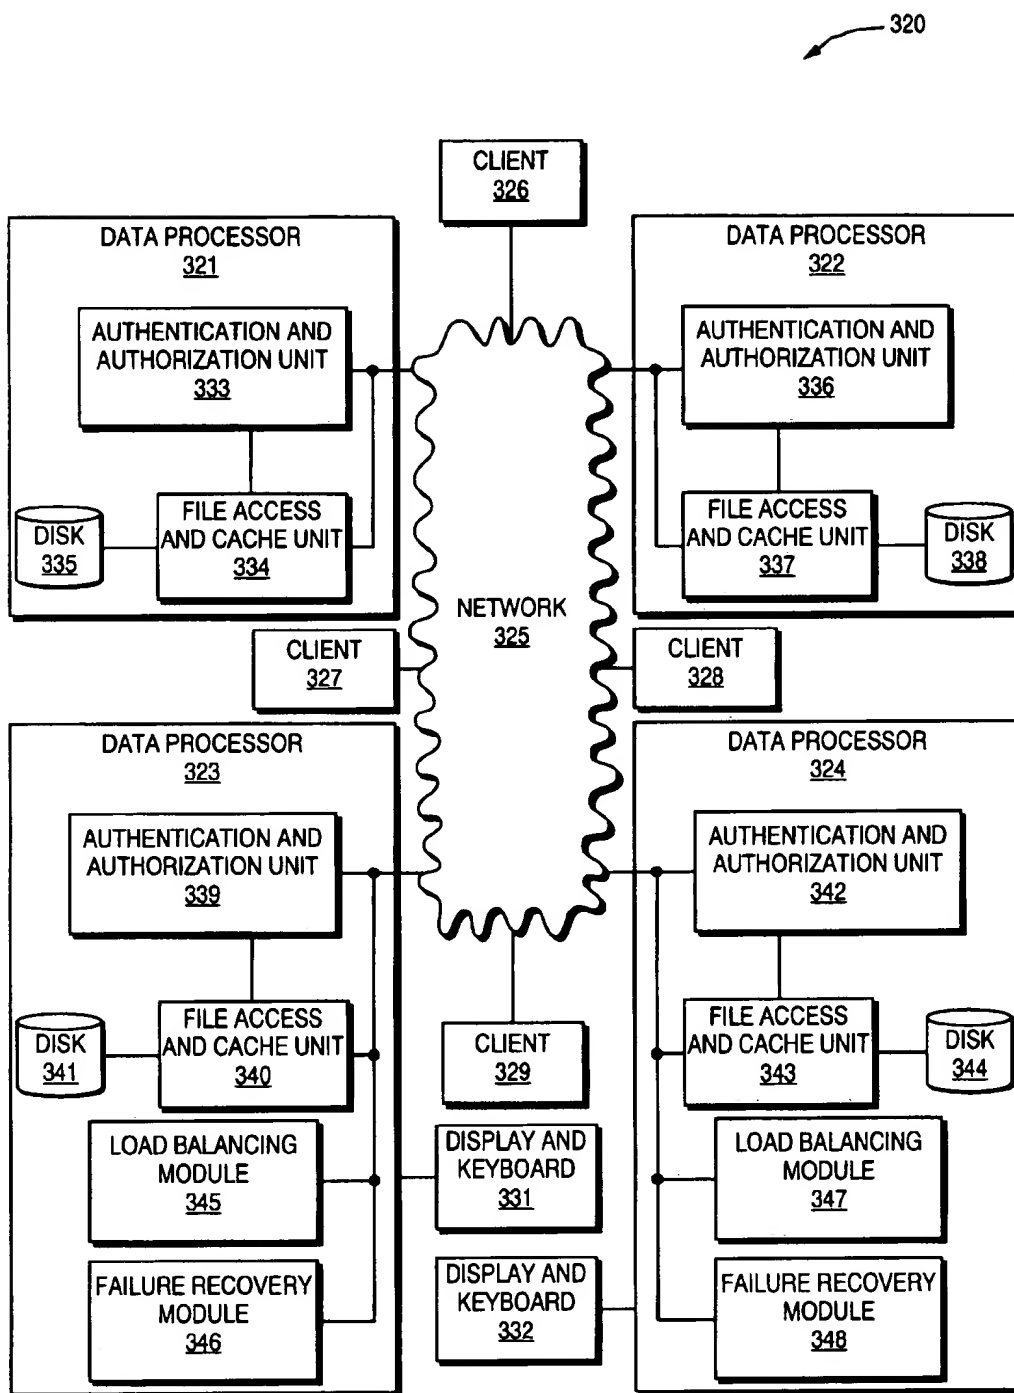 320
CLIENT
326
DATA PROCESSOR
321
AUTHENTICATION AND
AUTHORIZATION UNIT
333
FILE ACCESS
AND CACHE UNIT
334
DISK
335
DATA PROCESSOR
322
AUTHENTICATION AND
AUTHORIZATION UNIT
336
FILE ACCESS
AND CACHE UNIT
337
DISK
338
NETWORK
325
CLIENT
327
CLIENT
328
DATA PROCESSOR
323
AUTHENTICATION AND
AUTHORIZATION UNIT
339
FILE ACCESS
AND CACHE UNIT
340
DISK
341
LOAD BALANCING
MODULE
345
FAILURE RECOVERY
MODULE
346
CLIENT
329
DISPLAY AND
KEYBOARD
331
DISPLAY AND
KEYBOARD
332
DATA PROCESSOR
324
AUTHENTICATION AND
AUTHORIZATION UNIT
342
FILE ACCESS
AND CACHE UNIT
343
DISK
344
LOAD BALANCING
MODULE
347
FAILURE RECOVERY
MODULE
348